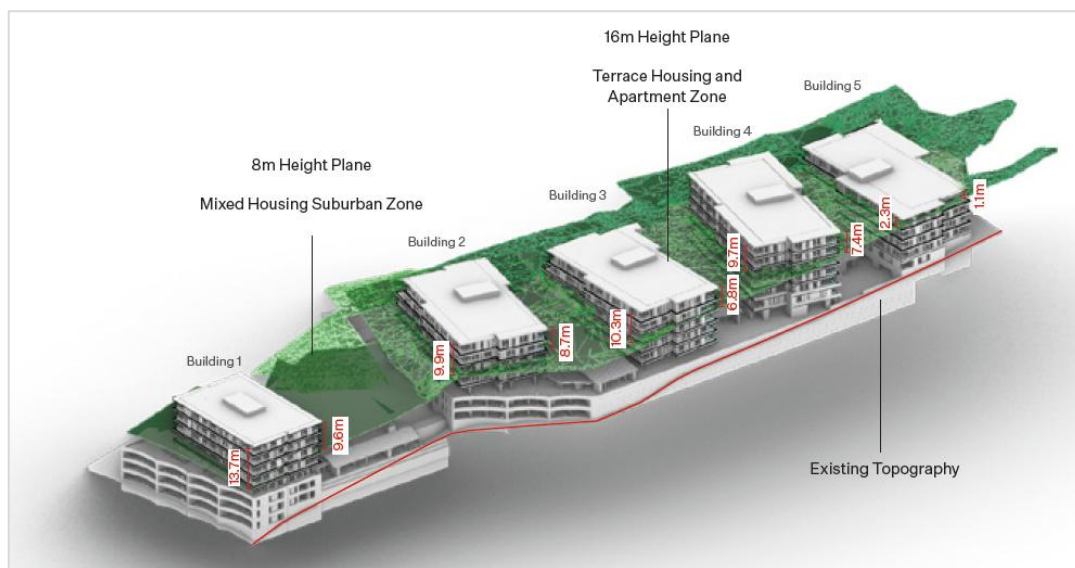 16m Height Plane
Terrace Housing and
Apartment Zone
Building 5
Building 4
8m Height Plane
Mixed Housing Suburban Zone
Building 3
Building 2
Building 1
1.1m
2.3m
7.4m
9.7m
6.8m
10.3m
8.7m
9.9m
9.6m
13.7m
Existing Topography